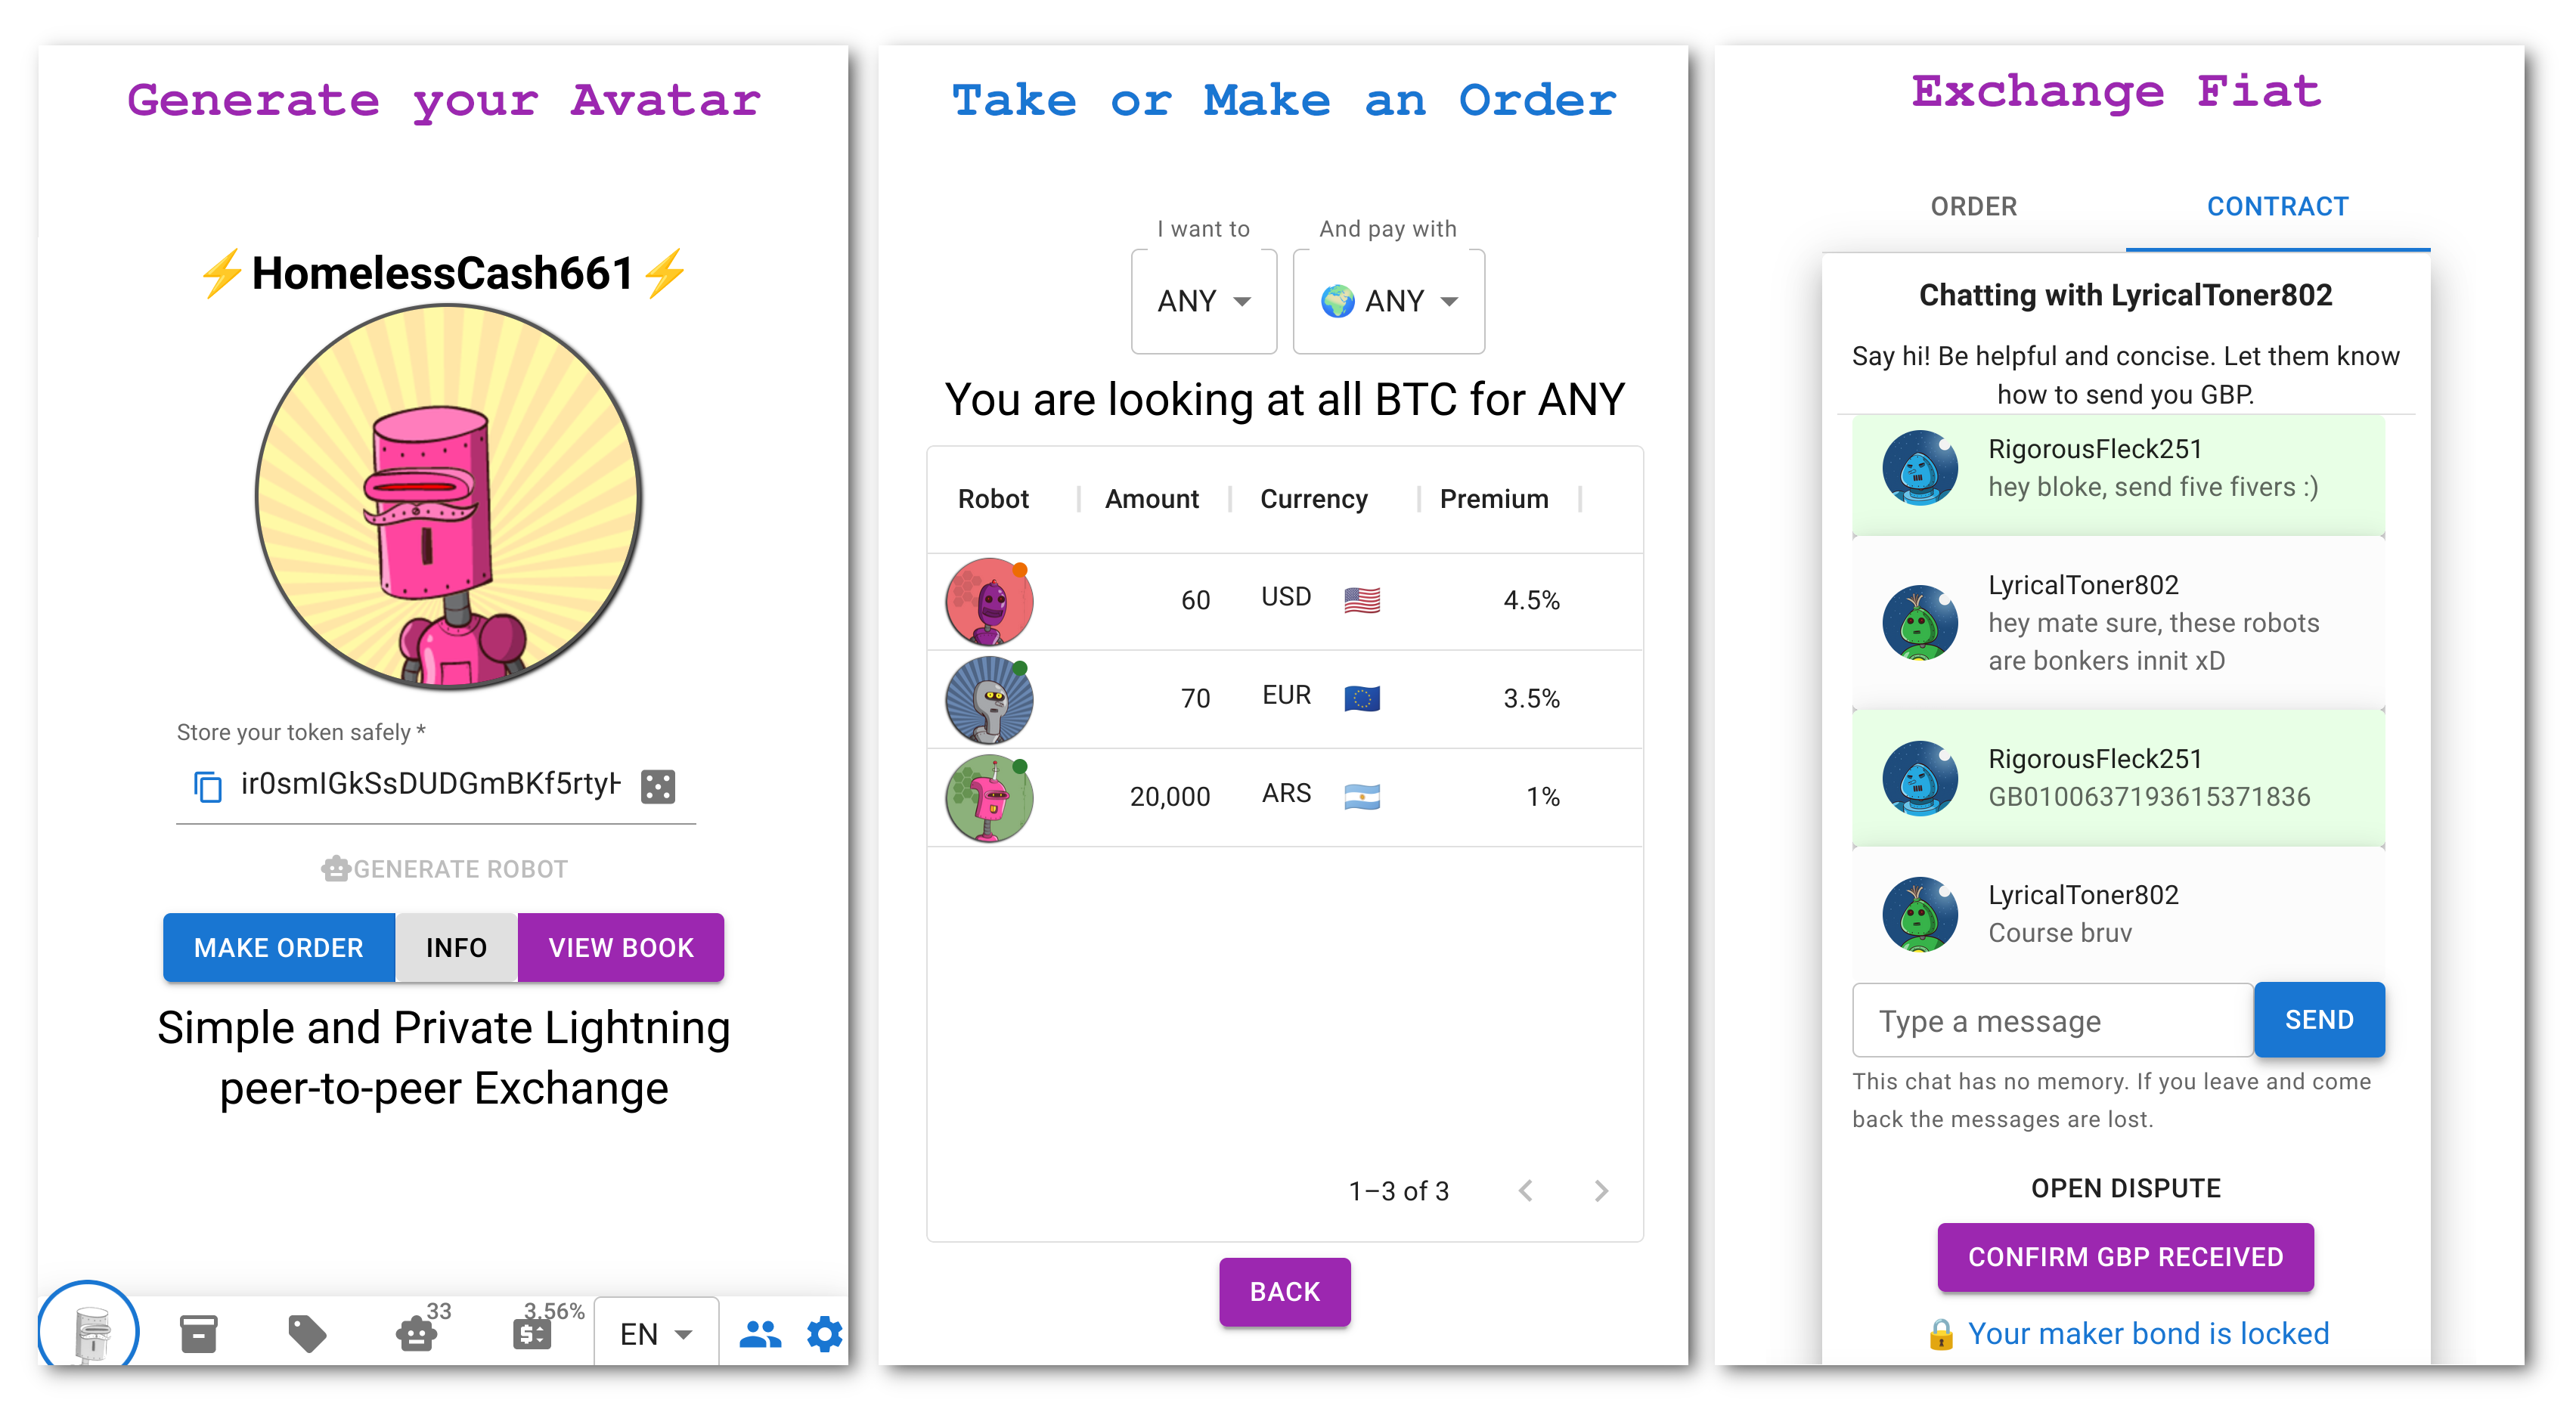 Generate your Avatar
⚡HomelessCash661⚡
Store your token safely *
ir0smIGkSsDUDGmBKf5rtyH
GENERATE ROBOT
MAKE ORDER
INFO
VIEW BOOK
Simple and Private Lightning
peer-to-peer Exchange
33
3.56%
EN
Take or Make an Order
I want to
And pay with
ANY
ANY
You are looking at all BTC for ANY
Robot Amount Currency Premium
60 USD 4.5%
70 EUR 3.5%
20,000 ARS 1%
1–3 of 3
BACK
Exchange Fiat
ORDER
CONTRACT
Chatting with LyricalToner802
Say hi! Be helpful and concise. Let them know
how to send you GBP.
RigorousFleck251
hey bloke, send five fivers :)
LyricalToner802
hey mate sure, these robots
are bonkers innit xD
RigorousFleck251
GB0100637193615371836
LyricalToner802
Course bruv
Type a message
SEND
This chat has no memory. If you leave and come
back the messages are lost.
OPEN DISPUTE
CONFIRM GBP RECEIVED
🔒 Your maker bond is locked